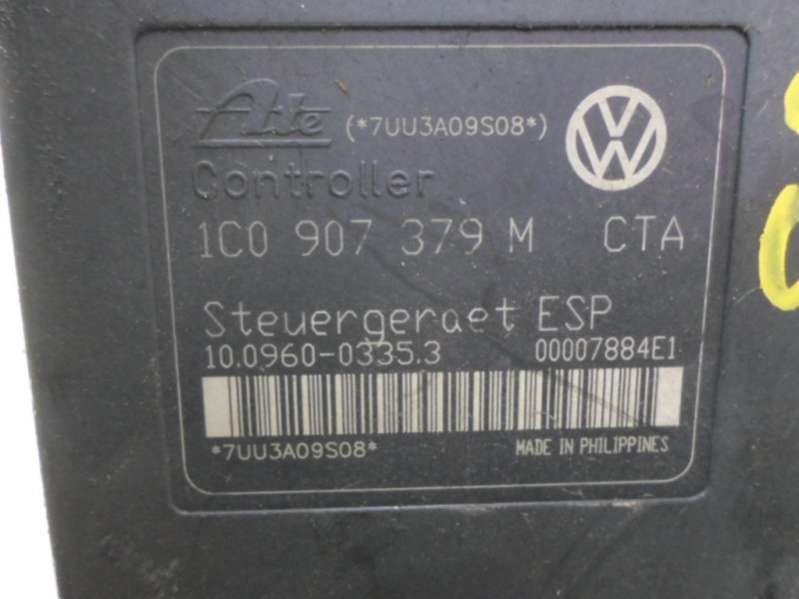 Ate (*7UU3A09S08*)
Controller
1C0 907 379 M CTA
Steuergeraet ESP
10.0960-0335.3 00007884E1
*7UU3A09S08* MADE IN PHILIPPINES